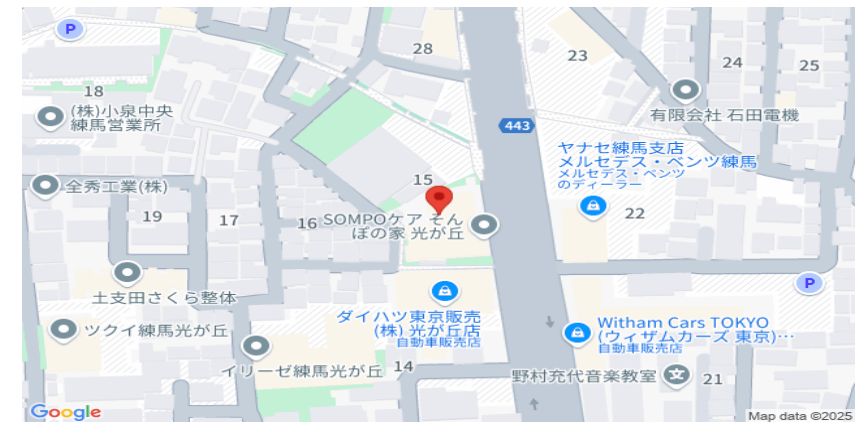 P
28
23
24
25
18
(株)小泉中央
練馬営業所
443
有限会社 石田電機
ヤナセ練馬支店
メルセデス・ベンツ練馬
メルセデス・ベンツ
のディーラー
全秀工業(株)
15
19
17
16
SOMPOケア そん
ぽの家 光が丘
22
土支田さくら整体
P
ダイハツ東京販売
(株) 光が丘店
自動車販売店
ツクイ練馬光が丘
Witham Cars TOKYO
(ウィザムカーズ 東京)…
自動車販売店
イリーゼ練馬光が丘
14
野村充代音楽教室
文
21
Google
Map data ©2025